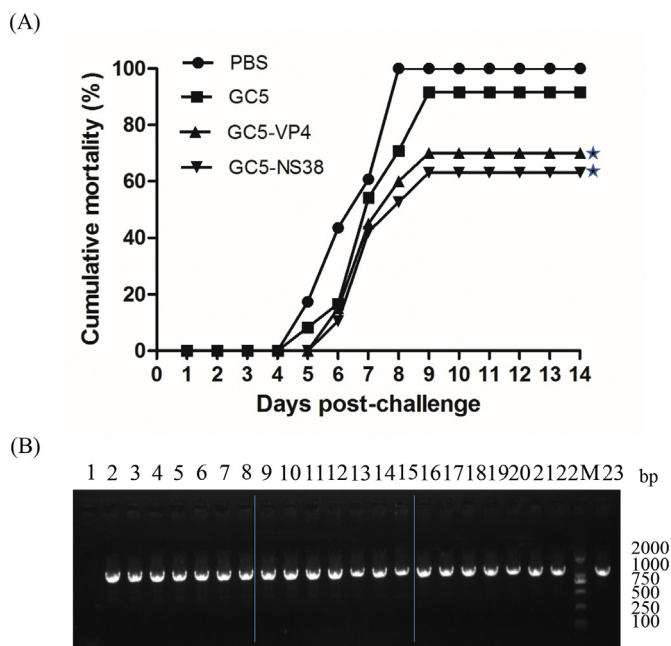 (A)
PBS
GC5
GC5-VP4
GC5-NS38
Cumulative mortality (%)
100
80
60
40
20
0
0 1 2 3 4 5 6 7 8 9 10 11 12 13 14
Days post-challenge
(B)
1 2 3 4 5 6 7 8 9 10 11 12 13 14 15 16 17 18 19 20 21 22 M 23 bp
2000
1000
750
500
250
100